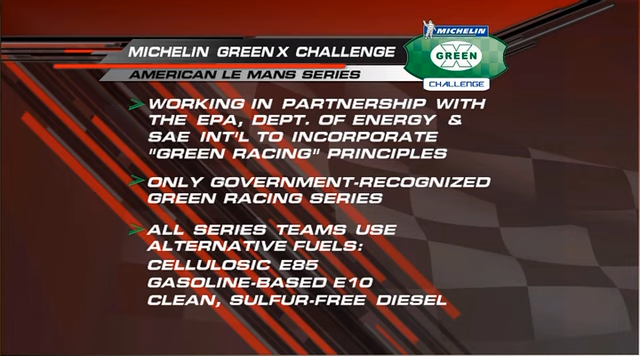 MICHELIN GREEN X CHALLENGE
AMERICAN LE MANS SERIES
MICHELIN
GREEN
X
CHALLENGE
WORKING IN PARTNERSHIP WITH
THE EPA, DEPT. OF ENERGY &
SAE INT'L TO INCORPORATE
"GREEN RACING" PRINCIPLES
ONLY GOVERNMENT-RECOGNIZED
GREEN RACING SERIES
ALL SERIES TEAMS USE
ALTERNATIVE FUELS:
CELLULOSIC E85
GASOLINE-BASED E10
CLEAN, SULFUR-FREE DIESEL